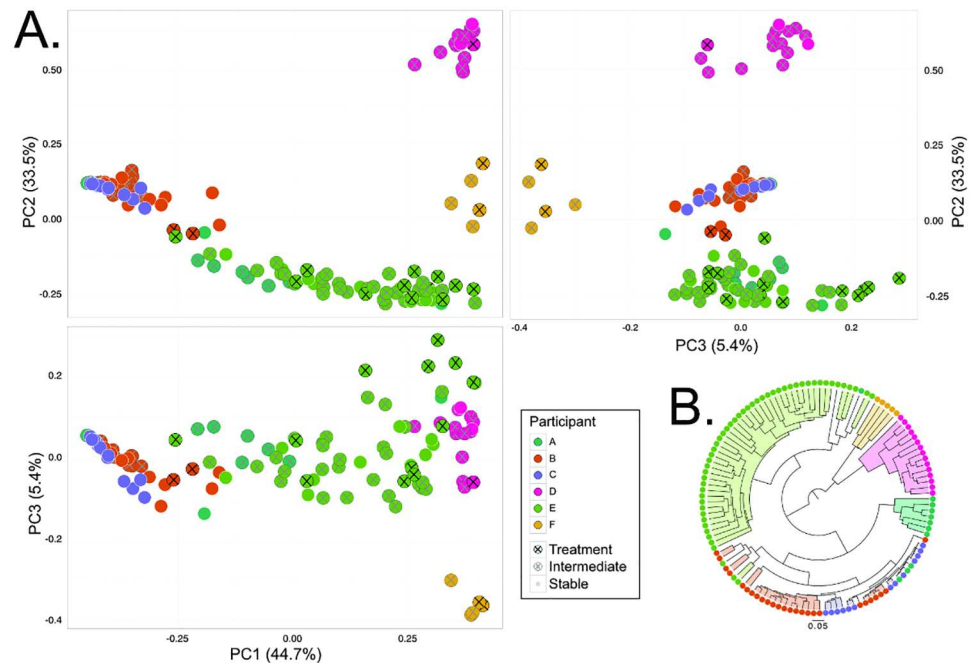 A.
PC2 (33.5%)
0.50
0.25
0.00
-0.25
0.50
0.25
0.00
-0.25
PC2 (33.5%)
-0.4
-0.2
0.0
0.2
PC3 (5.4%)
PC3 (5.4%)
0.2
0.0
-0.2
-0.4
-0.25
0.00
0.25
PC1 (44.7%)
Participant
A
B
C
D
E
F
Treatment
Intermediate
Stable
B.
0.05